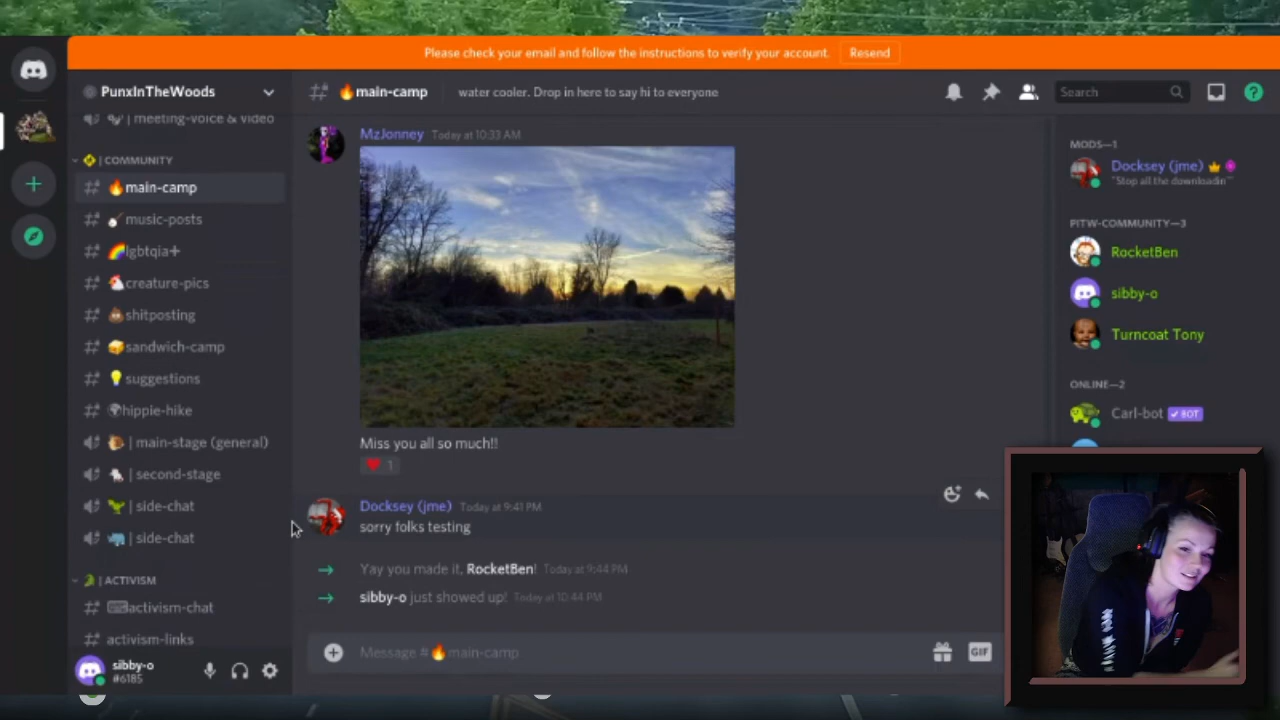 Please check your email and follow the instructions to verify your account. Resend
PunxInTheWoods
| meeting-voice & video
| COMMUNITY
main-camp
music-posts
lgbtqia+
creature-pics
shitposting
sandwich-camp
suggestions
hippie-hike
| main-stage (general)
| second-stage
| side-chat
| side-chat
| ACTIVISM
activism-chat
activism-links
sibby-o
#6185
main-camp water cooler. Drop in here to say hi to everyone
Search
MzJonney Today at 10:33 AM
Miss you all so much!!
1
Docksey (jme) Today at 9:41 PM
sorry folks testing
Yay you made it, RocketBen! Today at 9:44 PM
sibby-o just showed up! Today at 10:44 PM
Message #🔥main-camp
GIF
MODS—1
Docksey (jme)
"Stop all the downloadin'"
PITW-COMMUNITY—3
RocketBen
sibby-o
Turncoat Tony
ONLINE—2
Carl-bot BOT